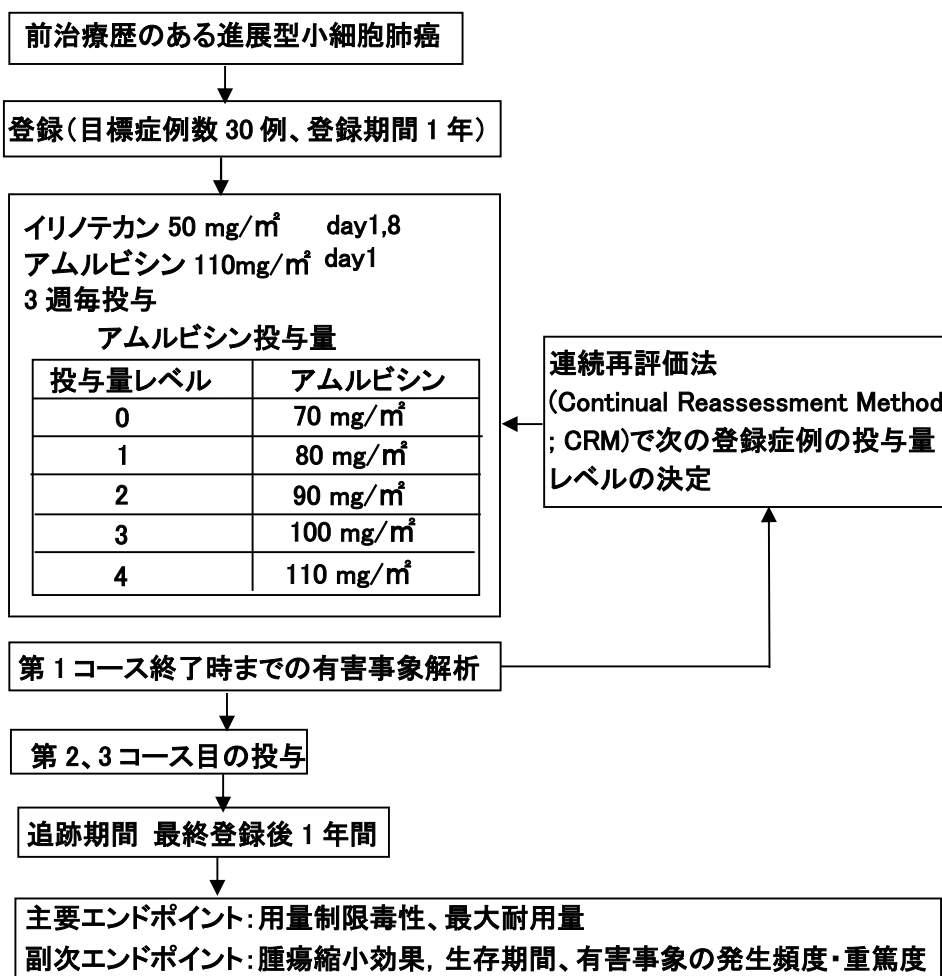 前治療歴のある進展型小細胞肺癌
登録(目標症例数 30 例、登録期間 1 年)
イリノテカン 50 mg/㎡ day1,8
アムルビシン 110mg/㎡ day1
3 週毎投与
アムルビシン投与量
投与量レベル アムルビシン
0 70 mg/㎡
1 80 mg/㎡
2 90 mg/㎡
3 100 mg/㎡
4 110 mg/㎡
連続再評価法
(Continual Reassessment Method
; CRM)で次の登録症例の投与量
レベルの決定
第 1 コース終了時までの有害事象解析
第 2、3 コース目の投与
追跡期間 最終登録後 1 年間
主要エンドポイント:用量制限毒性、最大耐用量
副次エンドポイント:腫瘍縮小効果, 生存期間、有害事象の発生頻度・重篤度